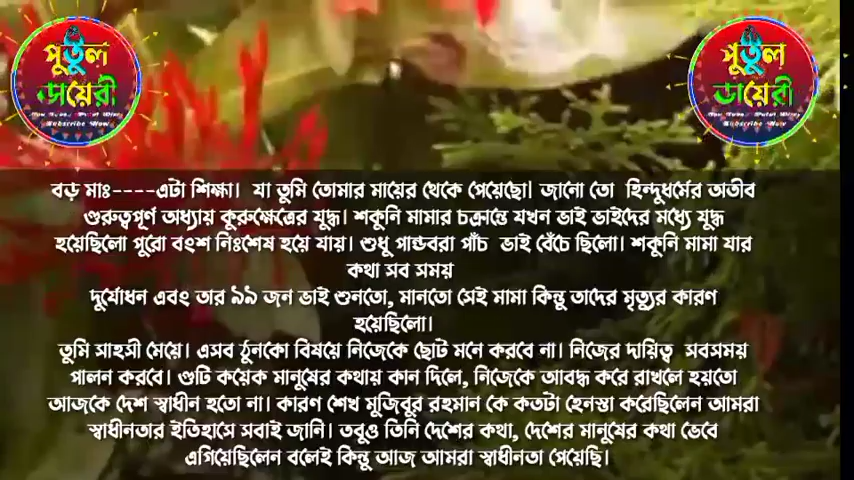 পুতুল
ডায়েরী
পুতুল
ডায়েরী
Subscribe Now
বড় মাঃ----এটা শিক্ষা। যা তুমি তোমার মায়ের থেকে পেয়েছো। জানো তো হিন্দুধর্মের অতীব
গুরুত্বপূর্ণ অধ্যায় কুরুক্ষেত্রের যুদ্ধ। শকুনি মামার চক্রান্তে যখন ভাই ভাইদের মধ্যে যুদ্ধ
হয়েছিলো পুরো বংশ নিঃশেষ হয়ে যায়। শুধু পান্ডবরা পাঁচ ভাই বেঁচে ছিলো। শকুনি মামা যার
কথা সব সময়
দুর্যোধন এবং তার ৯৯ জন ভাই শুনতো, মানতো সেই মামা কিন্তু তাদের মৃত্যুর কারণ
হয়েছিলো।
তুমি সাহসী মেয়ে। এসব ঠুনকো বিষয়ে নিজেকে ছোট মনে করবে না। নিজের দায়িত্ব সবসময়
পালন করবে। গুটি কয়েক মানুষের কথায় কান দিলে, নিজেকে আবদ্ধ করে রাখলে হয়তো
আজকে দেশ স্বাধীন হতো না। কারণ শেখ মুজিবুর রহমান কে কতটা হেনস্তা করেছিলেন আমরা
স্বাধীনতার ইতিহাসে সবাই জানি। তবুও তিনি দেশের কথা, দেশের মানুষের কথা ভেবে
এগিয়েছিলেন বলেই কিন্তু আজ আমরা স্বাধীনতা পেয়েছি।